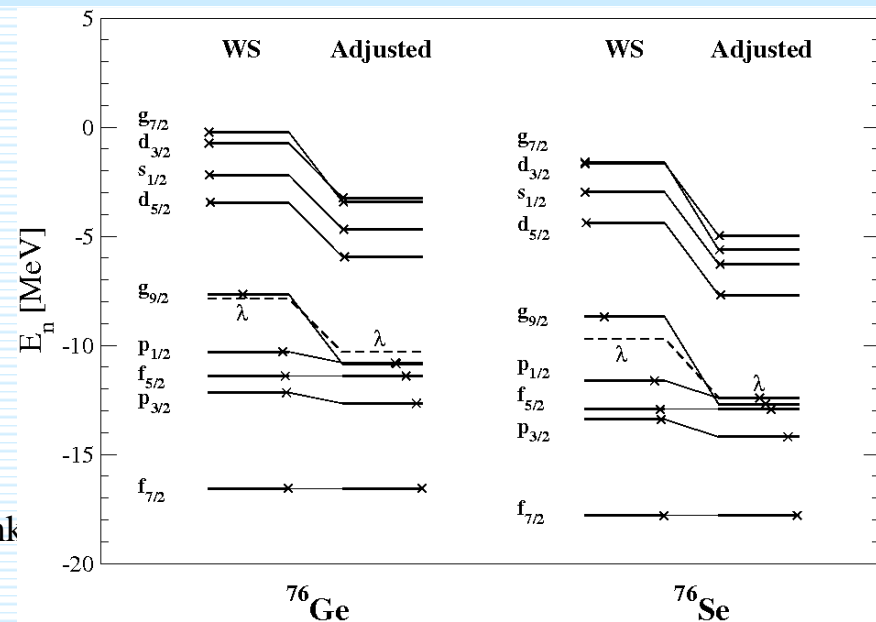 5
WS Adjusted WS Adjusted
g7/2
0
d3/2
g7/2
d3/2
s1/2
s1/2
d5/2
d5/2
-5
E_n [MeV]
g9/2
λ
g9/2
λ
-10
λ
p1/2
p1/2
λ
f5/2
f5/2
p3/2
p3/2
-15
f7/2
f7/2
nk
-20
76Ge 76Se